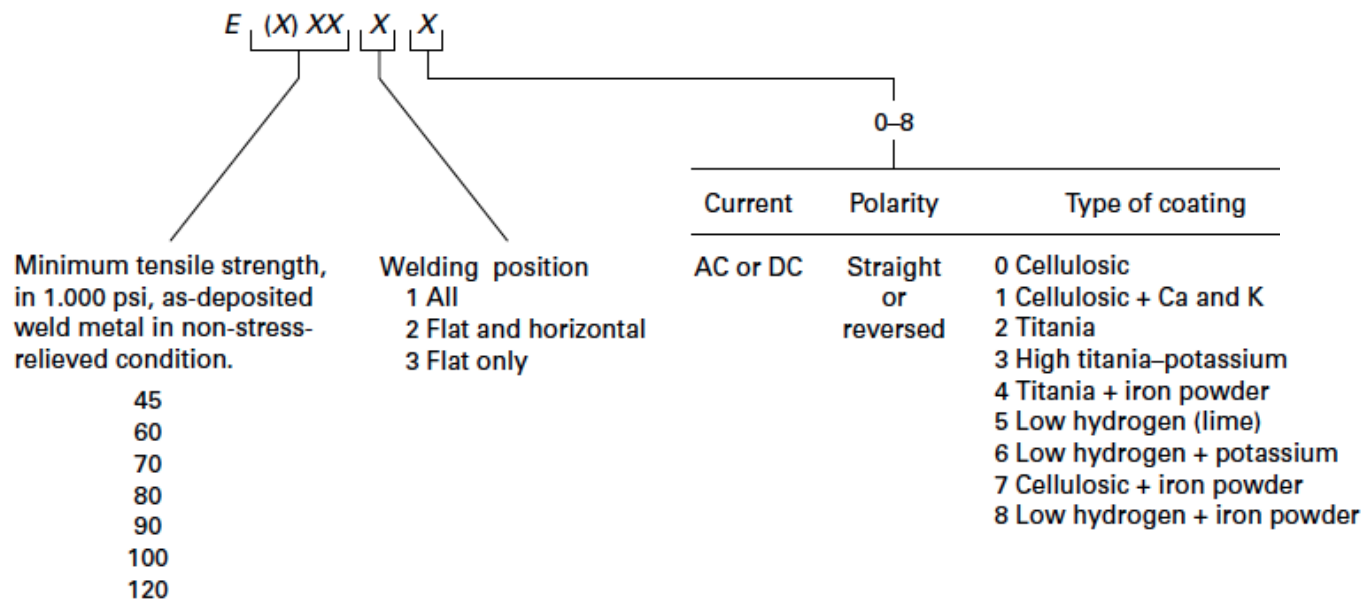 E (X) XX X X
0–8
Current Polarity Type of coating
Minimum tensile strength,
in 1.000 psi, as-deposited
weld metal in non-stress-
relieved condition.
45
60
70
80
90
100
120
Welding position
1 All
2 Flat and horizontal
3 Flat only
AC or DC
Straight
or
reversed
0 Cellulosic
1 Cellulosic + Ca and K
2 Titania
3 High titania–potassium
4 Titania + iron powder
5 Low hydrogen (lime)
6 Low hydrogen + potassium
7 Cellulosic + iron powder
8 Low hydrogen + iron powder